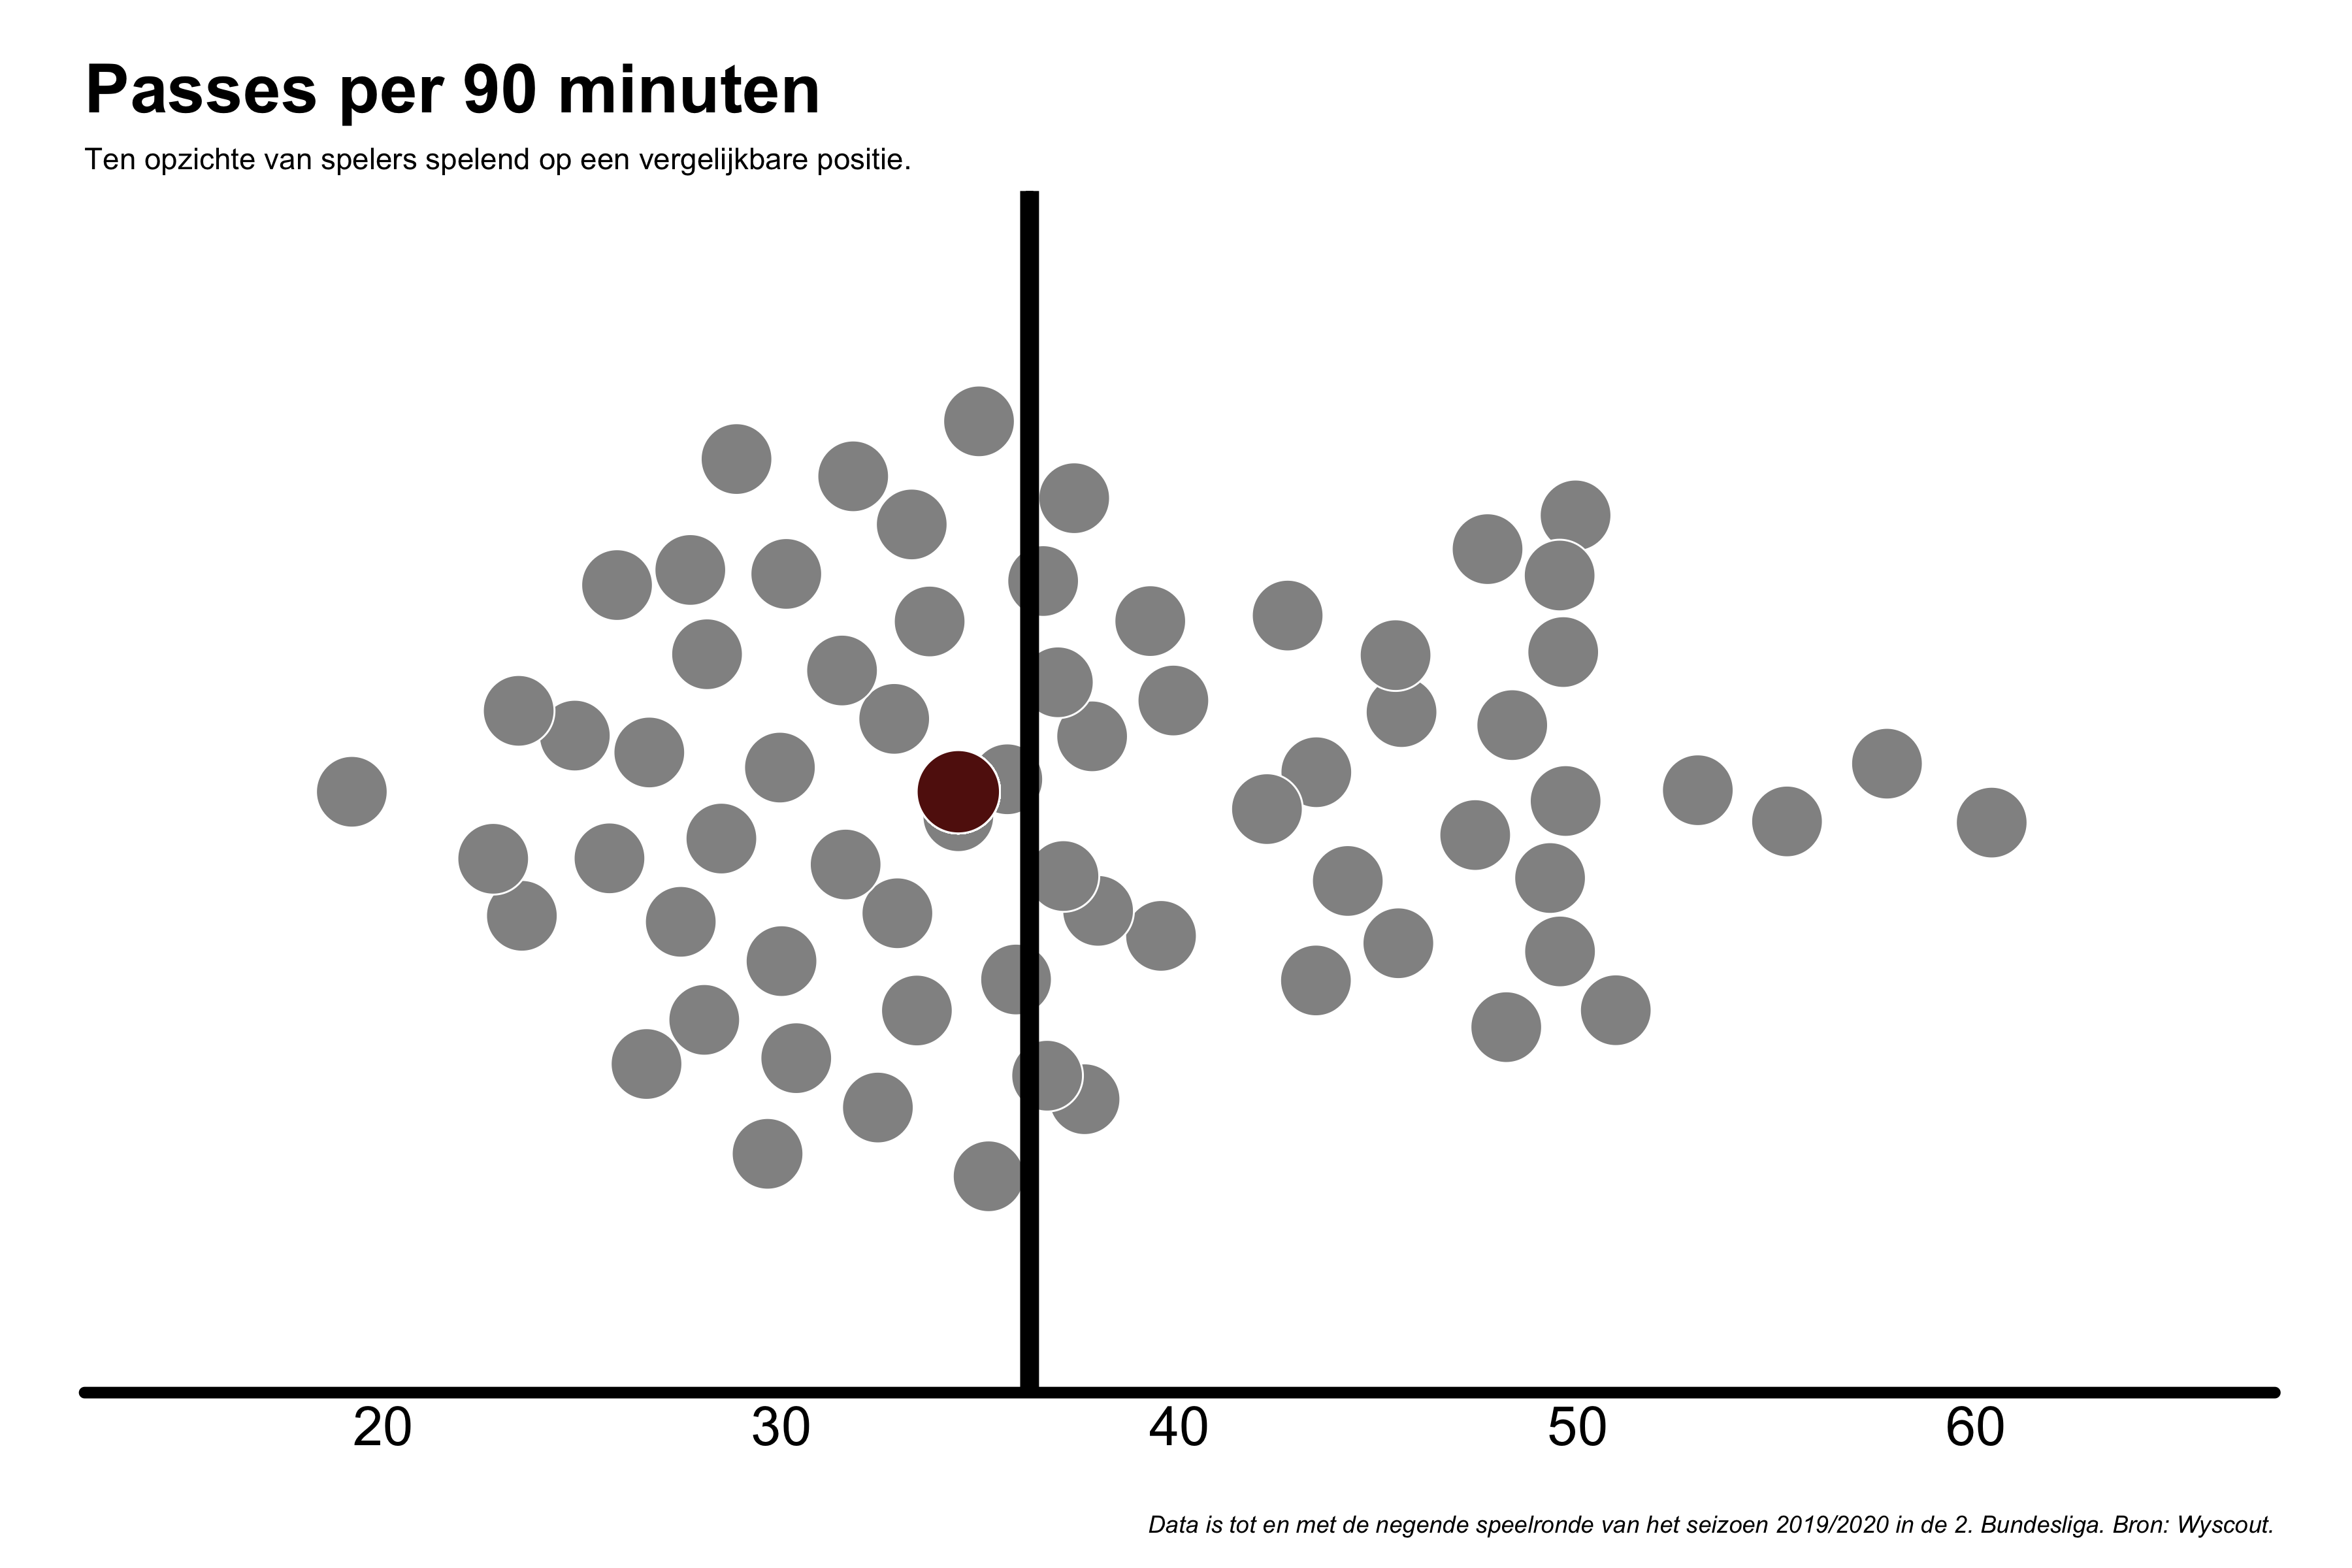 Passes per 90 minuten
Ten opzichte van spelers spelend op een vergelijkbare positie.
20 30 40 50 60
Data is tot en met de negende speelronde van het seizoen 2019/2020 in de 2. Bundesliga. Bron: Wyscout.